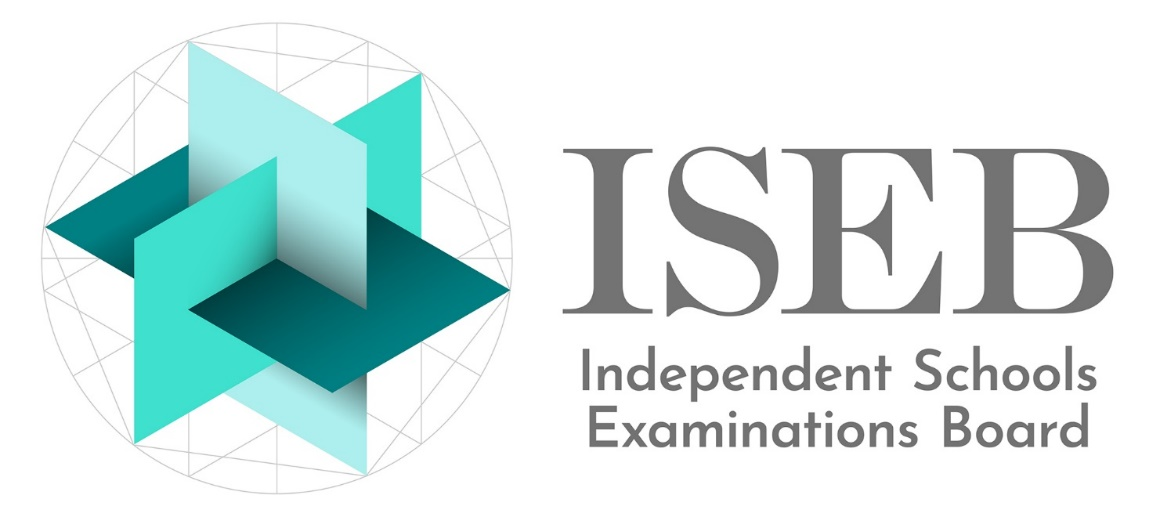 ISEB
Independent Schools
Examinations Board